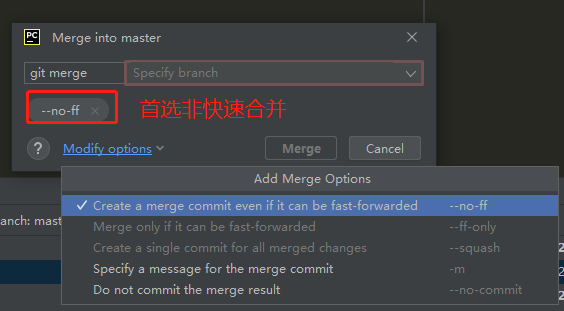 PC
Merge into master
git merge
Specify branch
--no-ff
首选非快速合并
?
Modify options
Merge
Cancel
Add Merge Options
Create a merge commit even if it can be fast-forwarded --no-ff
anch: mast
Merge only if it can be fast-forwarded --ff-only
Create a single commit for all merged changes --squash
Specify a message for the merge commit -m
Do not commit the merge result --no-commit